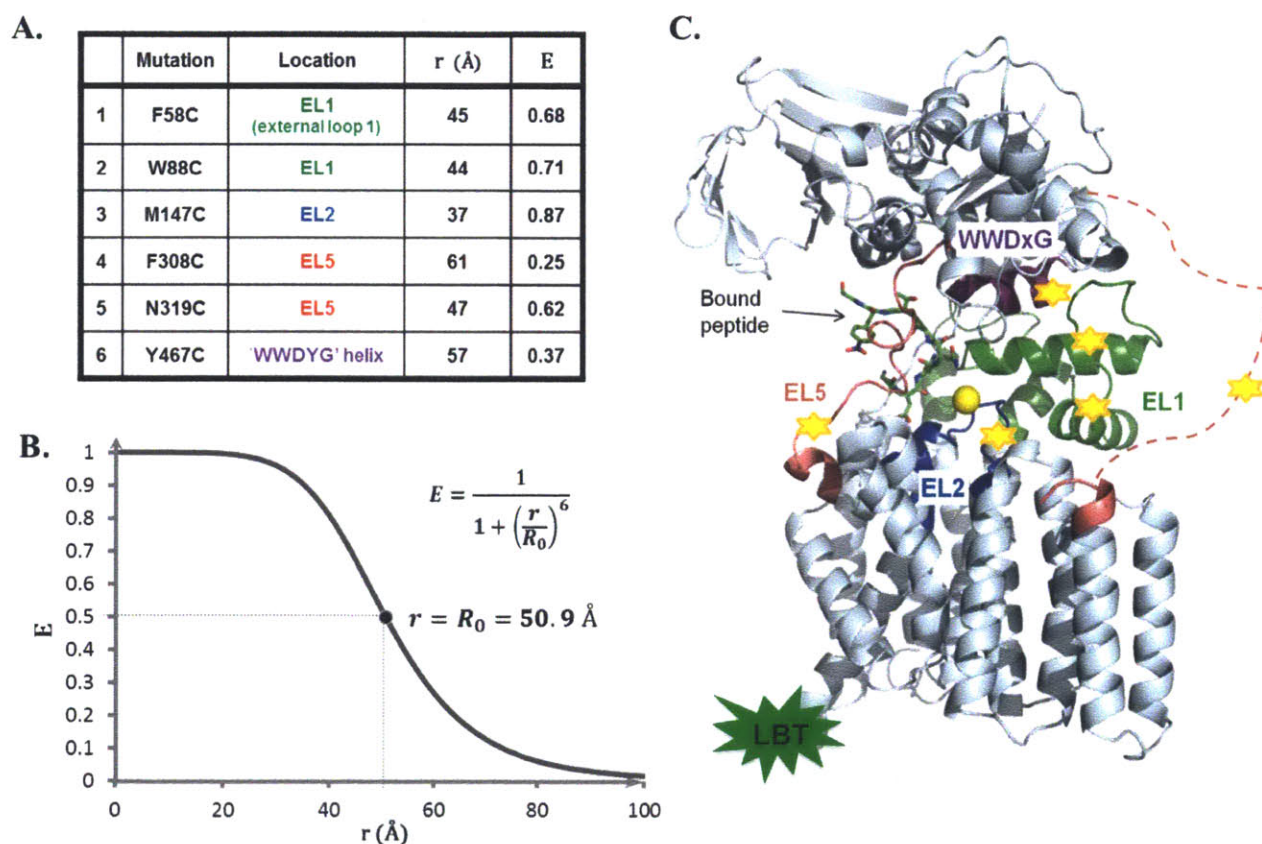 A.
Mutation Location r (Å) E
1 F58C EL1 (external loop 1) 45 0.68
2 W88C EL1 44 0.71
3 M147C EL2 37 0.87
4 F308C EL5 61 0.25
5 N319C EL5 47 0.62
6 Y467C 'WWDYG' helix 57 0.37
B.
1
0.9
0.8
0.7
0.6
0.5
0.4
0.3
0.2
0.1
0
E
E = 1 / (1 + (r/R₀)⁶)
r = R₀ = 50.9 Å
0 20 40 60 80 100
r (Å)
C.
WWDxG
Bound
peptide
EL5
EL1
EL2
LBT